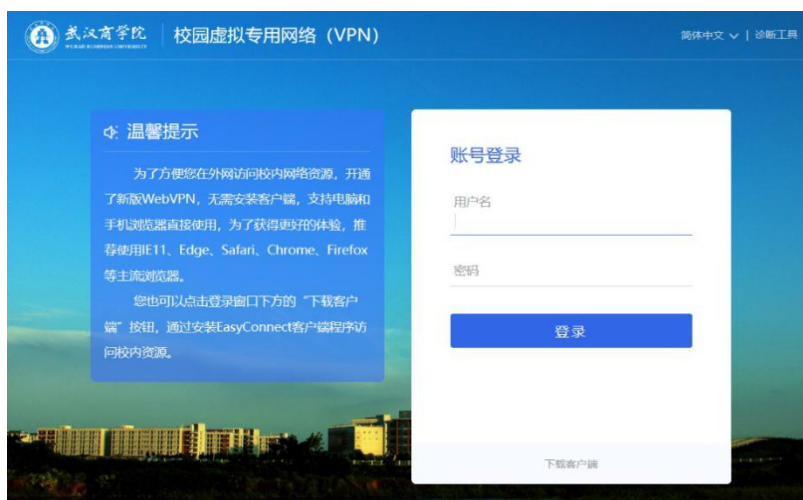 武汉商学院
WUHAN BUSINESS UNIVERSITY
校园虚拟专用网络（VPN）
简体中文 | 诊断工具
温馨提示
为了方便您在外网访问校内网络资源，开通
了新版WebVPN，无需安装客户端，支持电脑和
手机浏览器直接使用，为了获得更好的体验，推
荐使用IE11、Edge、Safari、Chrome、Firefox
等主流浏览器。
您也可以点击登录窗口下方的“下载客户
端”按钮，通过安装EasyConnect客户端程序访
问校内资源。
账号登录
用户名
密码
登录
下载客户端